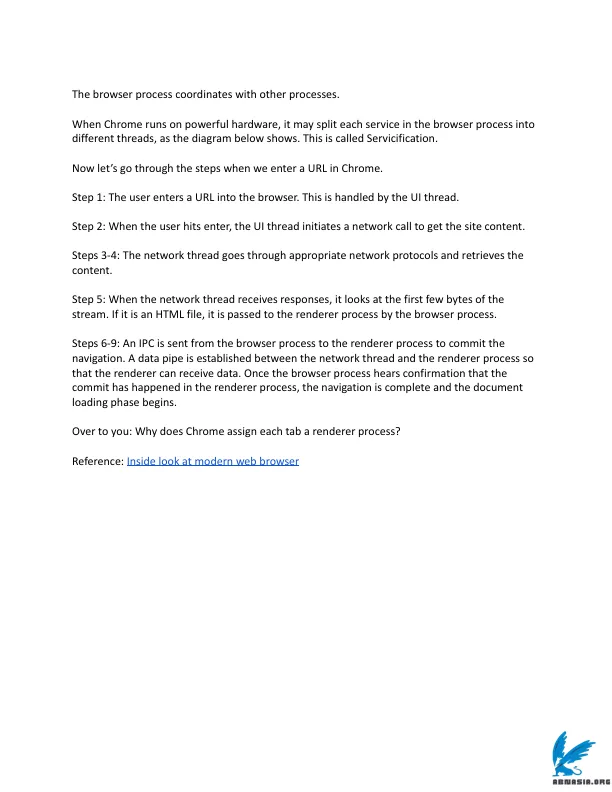 The browser process coordinates with other processes.
When Chrome runs on powerful hardware, it may split each service in the browser process into
different threads, as the diagram below shows. This is called Servicification.
Now let’s go through the steps when we enter a URL in Chrome.
Step 1: The user enters a URL into the browser. This is handled by the UI thread.
Step 2: When the user hits enter, the UI thread initiates a network call to get the site content.
Steps 3-4: The network thread goes through appropriate network protocols and retrieves the
content.
Step 5: When the network thread receives responses, it looks at the first few bytes of the
stream. If it is an HTML file, it is passed to the renderer process by the browser process.
Steps 6-9: An IPC is sent from the browser process to the renderer process to commit the
navigation. A data pipe is established between the network thread and the renderer process so
that the renderer can receive data. Once the browser process hears confirmation that the
commit has happened in the renderer process, the navigation is complete and the document
loading phase begins.
Over to you: Why does Chrome assign each tab a renderer process?
Reference: Inside look at modern web browser
ABNASIA.ORG